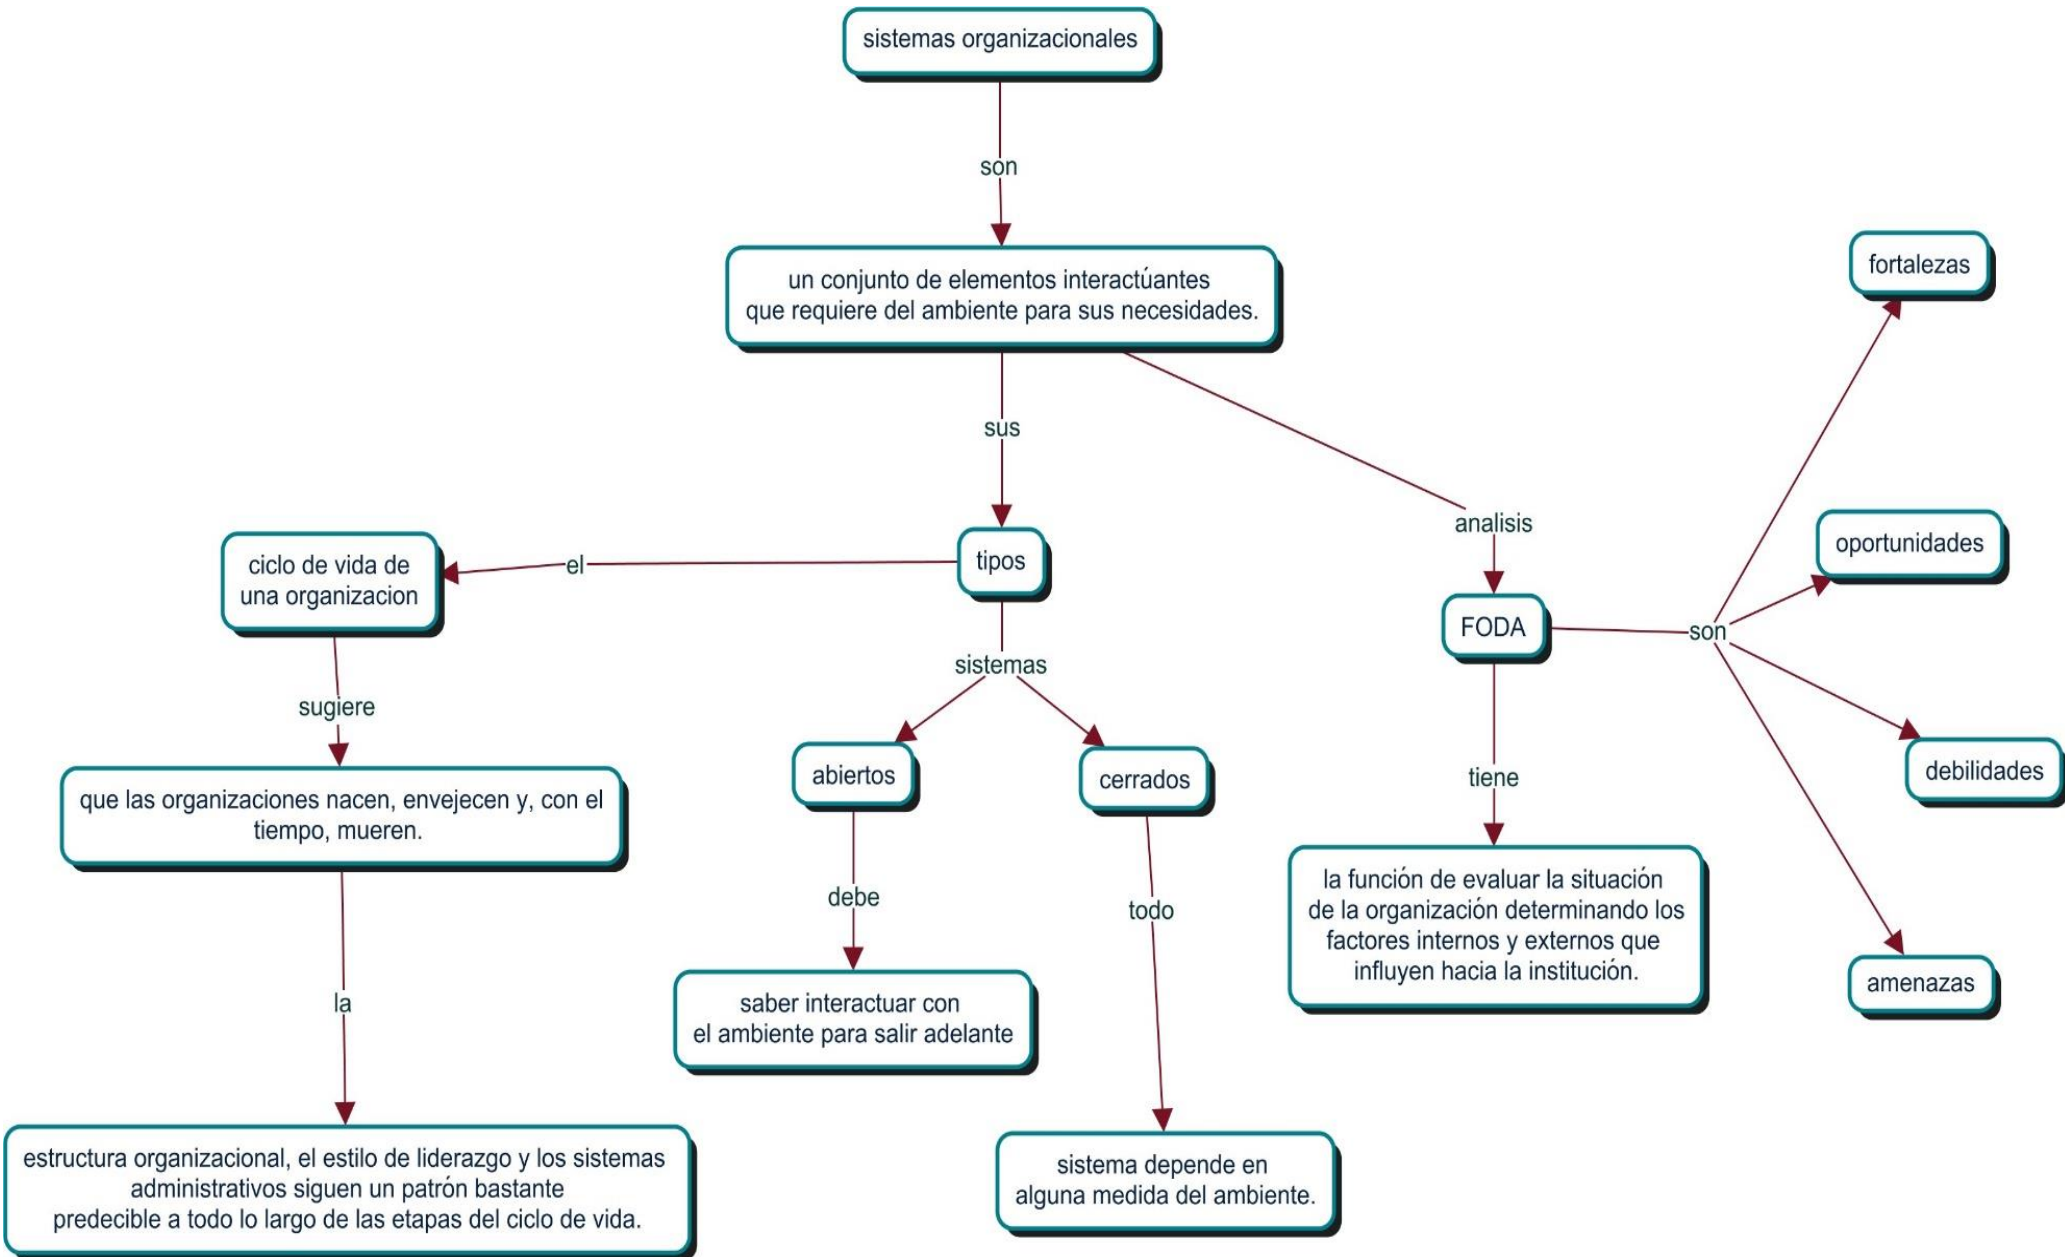 sistemas organizacionales
son
un conjunto de elementos interactúantes
que requiere del ambiente para sus necesidades.
sus
tipos
el
ciclo de vida de
una organizacion
sugiere
que las organizaciones nacen, envejecen y, con el
tiempo, mueren.
la
estructura organizacional, el estilo de liderazgo y los sistemas
administrativos siguen un patrón bastante
predecible a todo lo largo de las etapas del ciclo de vida.
sistemas
abiertos
debe
saber interactuar con
el ambiente para salir adelante
cerrados
todo
sistema depende en
alguna medida del ambiente.
analisis
FODA
tiene
la función de evaluar la situación
de la organización determinando los
factores internos y externos que
influyen hacia la institución.
son
fortalezas
oportunidades
debilidades
amenazas